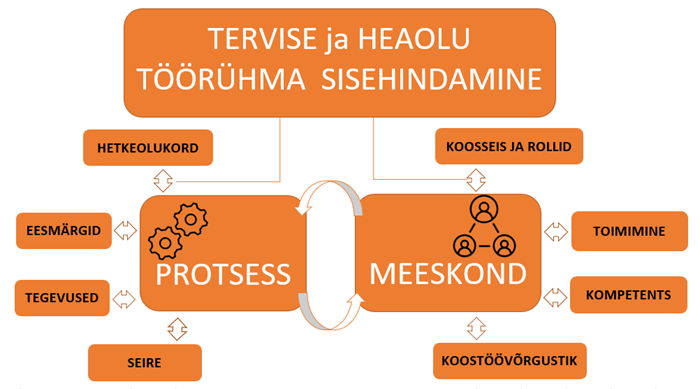 TERVISE ja HEAOLU
TÖÖRÜHMA SISEHINDAMINE
HETKEOLUKORD
KOOSSEIS JA ROLLID
EESMÄRGID
TOIMIMINE
PROTSESS
MEESKOND
TEGEVUSED
KOMPETENTS
SEIRE
KOOSTÖÖVÕRGUSTIK